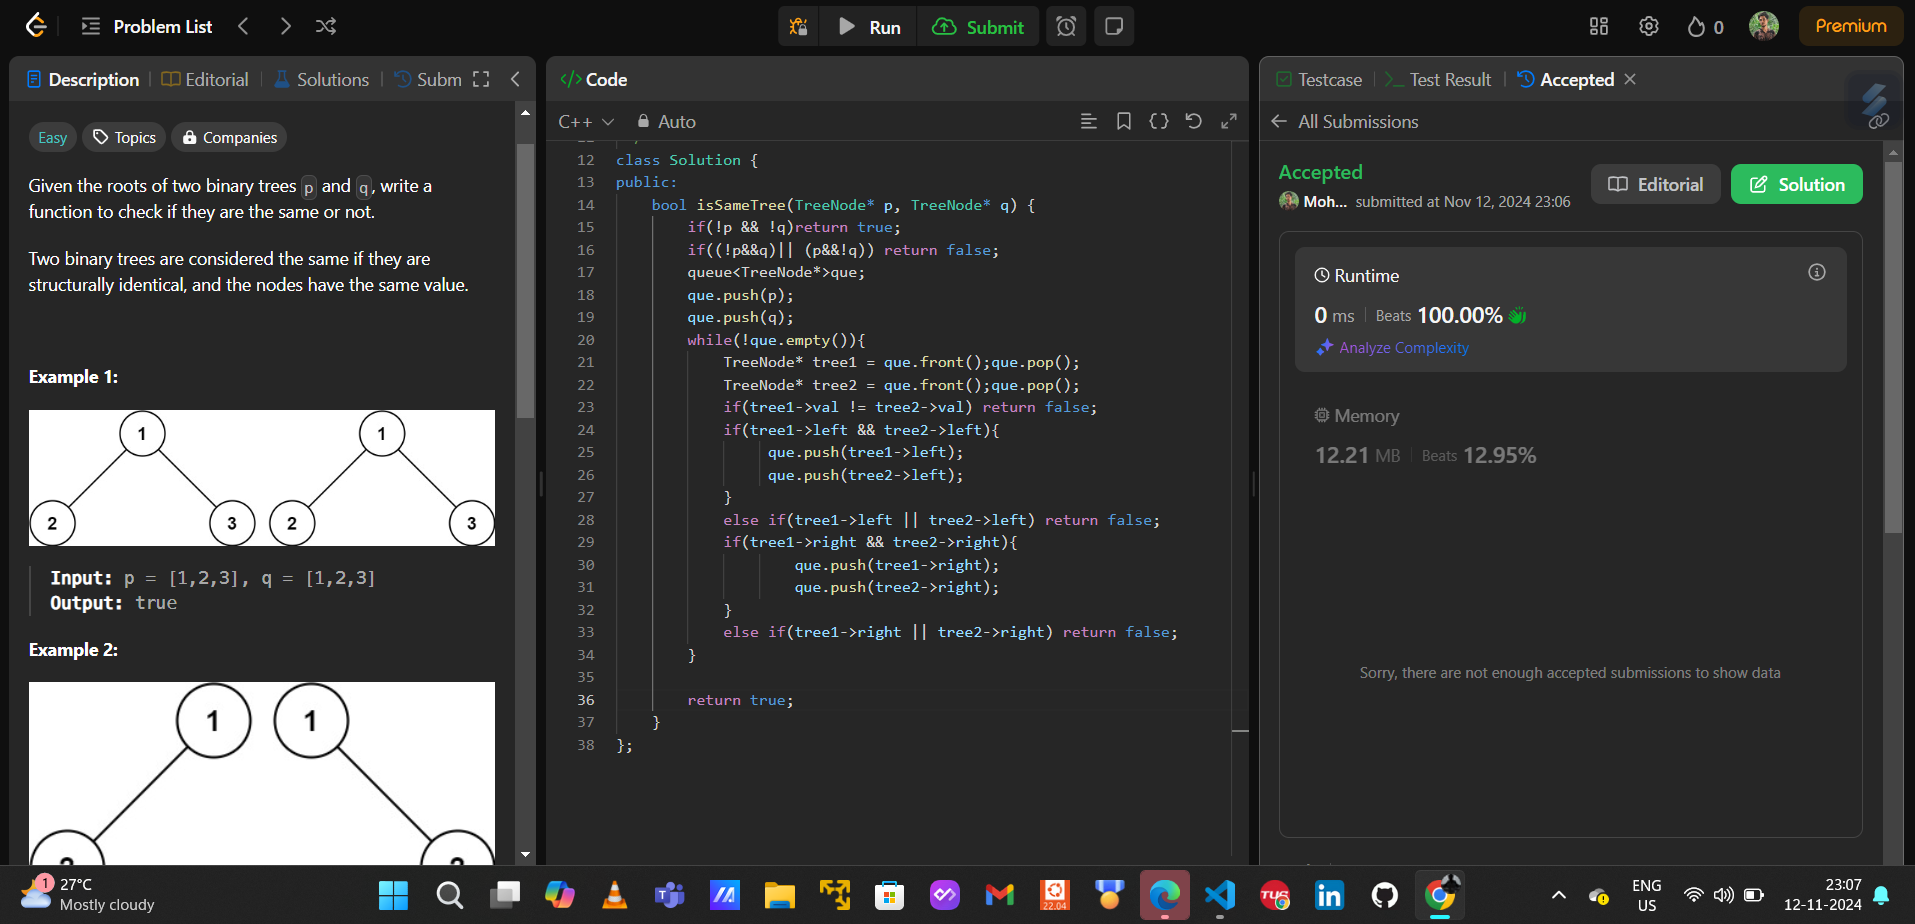 Problem List
Run
Submit
0
Premium
Description
Editorial
Solutions
Subm
Easy
Topics
Companies
Given the roots of two binary trees p and q, write a
function to check if they are the same or not.
Two binary trees are considered the same if they are
structurally identical, and the nodes have the same value.
Example 1:
1
1
2
3
2
3
Input: p = [1,2,3], q = [1,2,3]
Output: true
Example 2:
1
1
</> Code
C++
Auto
12 class Solution {
13 public:
14 bool isSameTree(TreeNode* p, TreeNode* q) {
15 if(!p && !q)return true;
16 if((!p&&q)|| (p&&!q)) return false;
17 queue<TreeNode*>que;
18 que.push(p);
19 que.push(q);
20 while(!que.empty()){
21 TreeNode* tree1 = que.front();que.pop();
22 TreeNode* tree2 = que.front();que.pop();
23 if(tree1->val != tree2->val) return false;
24 if(tree1->left && tree2->left){
25 que.push(tree1->left);
26 que.push(tree2->left);
27 }
28 else if(tree1->left || tree2->left) return false;
29 if(tree1->right && tree2->right){
30 que.push(tree1->right);
31 que.push(tree2->right);
32 }
33 else if(tree1->right || tree2->right) return false;
34 }
35
36 return true;
37 }
38 };
Testcase
Test Result
Accepted
All Submissions
Accepted
Moh... submitted at Nov 12, 2024 23:06
Editorial
Solution
Runtime
0 ms
Beats 100.00%
Analyze Complexity
Memory
12.21 MB
Beats 12.95%
Sorry, there are not enough accepted submissions to show data
1
27°C
Mostly cloudy
22.04
TUS
in
ENG
US
23:07
12-11-2024